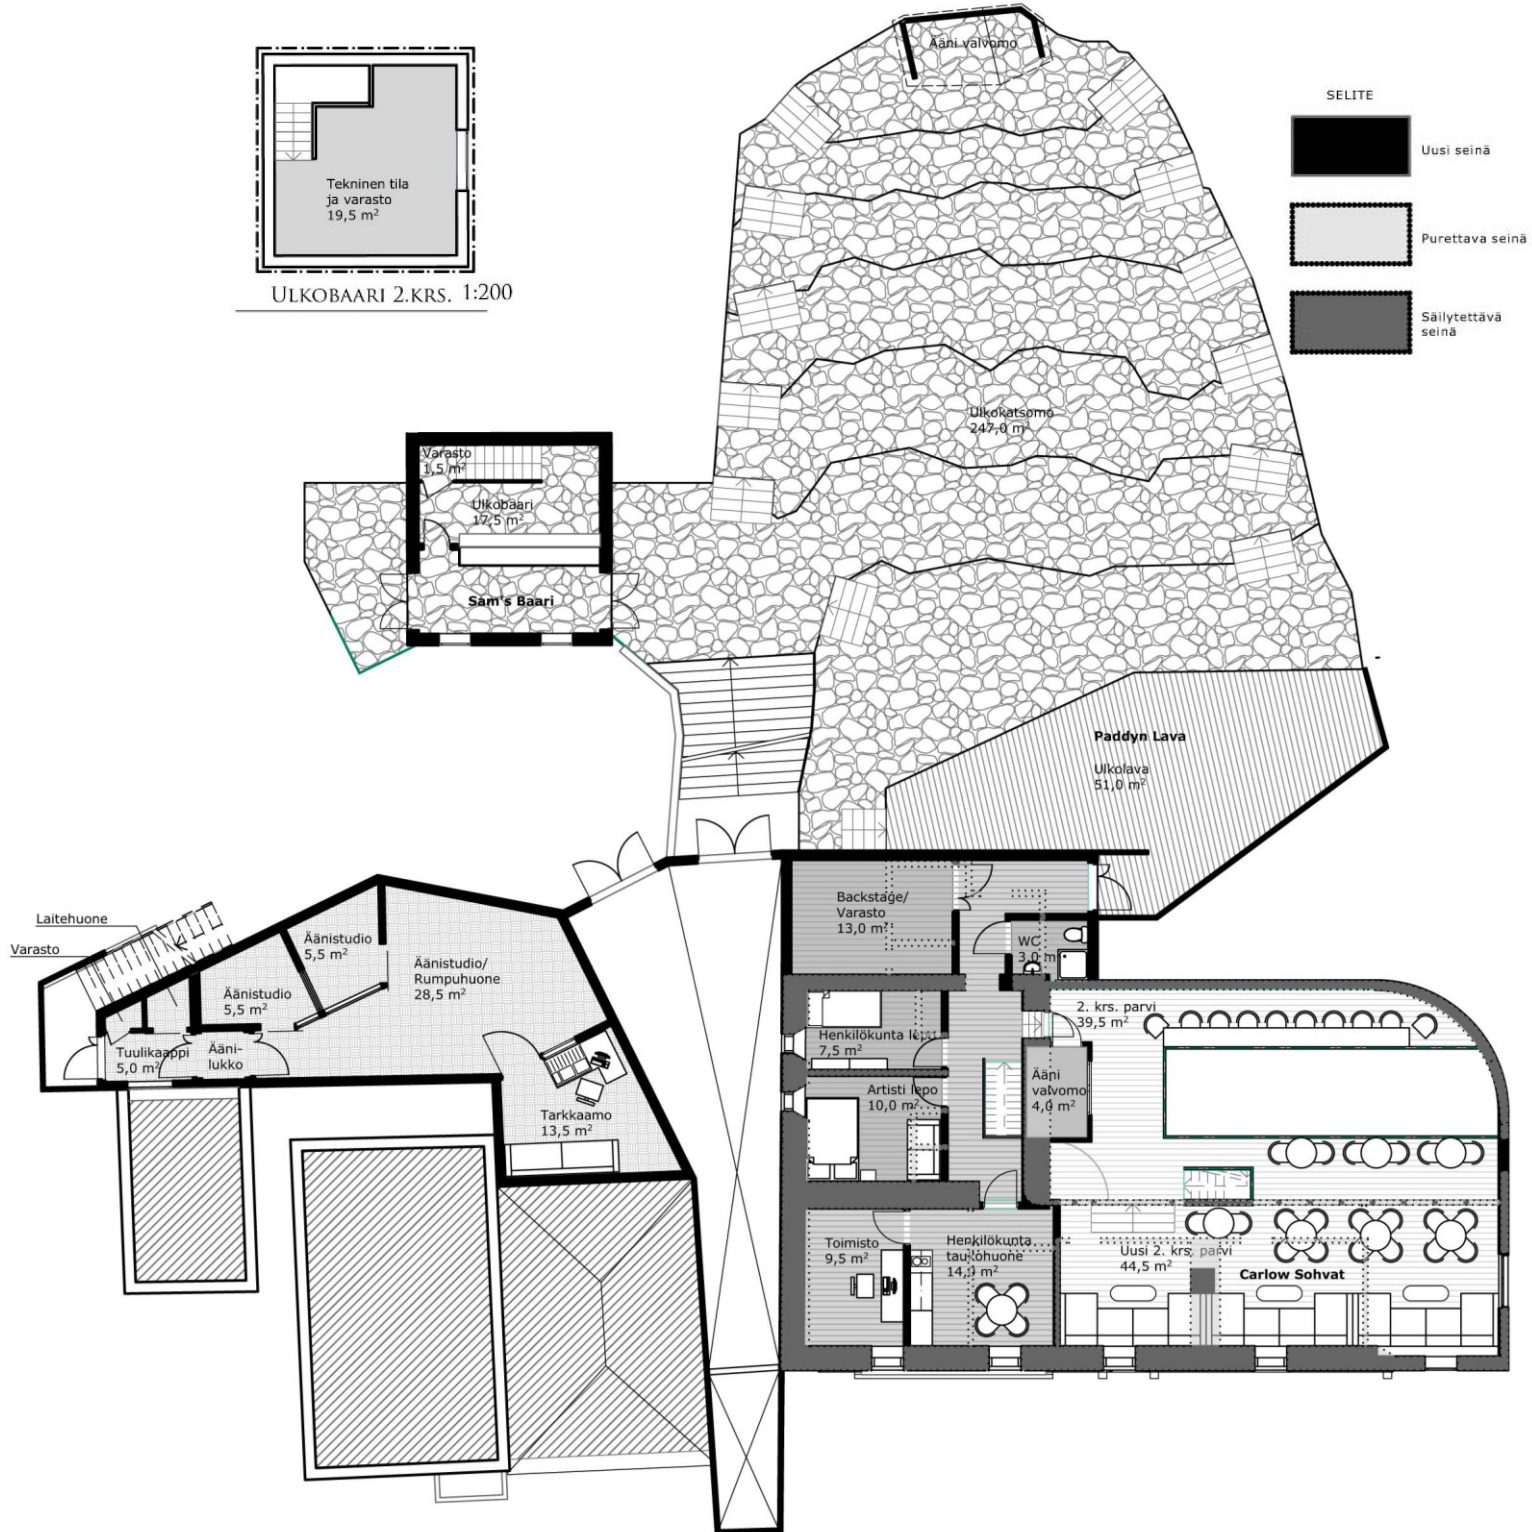 Ääni valvomo
SELITE
Uusi seinä
Purettava seinä
Säilytettävä
seinä
Tekninen tila
ja varasto
19,5 m²
ULKOBAARI 2.KRS. 1:200
Ulkokatsomo
247,0 m²
Varasto
1,5 m²
Ulkobaari
17,5 m²
Sam's Baari
Paddyn Lava
Ulkolava
51,0 m²
Laitehuone
Varasto
Äänistudio
5,5 m²
Äänistudio/
Rumpuhuone
28,5 m²
Äänistudio
5,5 m²
Tuulikaappi
5,0 m²
Ääni-
lukko
Tarkkaamo
13,5 m²
Backstage/
Varasto
13,0 m²
WC
3,0 m²
2. krs. parvi
39,5 m²
Henkilökunta lepo
7,5 m²
Artisti lepo
10,0 m²
Ääni
valvomo
4,0 m²
Toimisto
9,5 m²
Henkilökunta
taukohuone
14,0 m²
Uusi 2. krs. parvi
44,5 m²
Carlow Sohvat